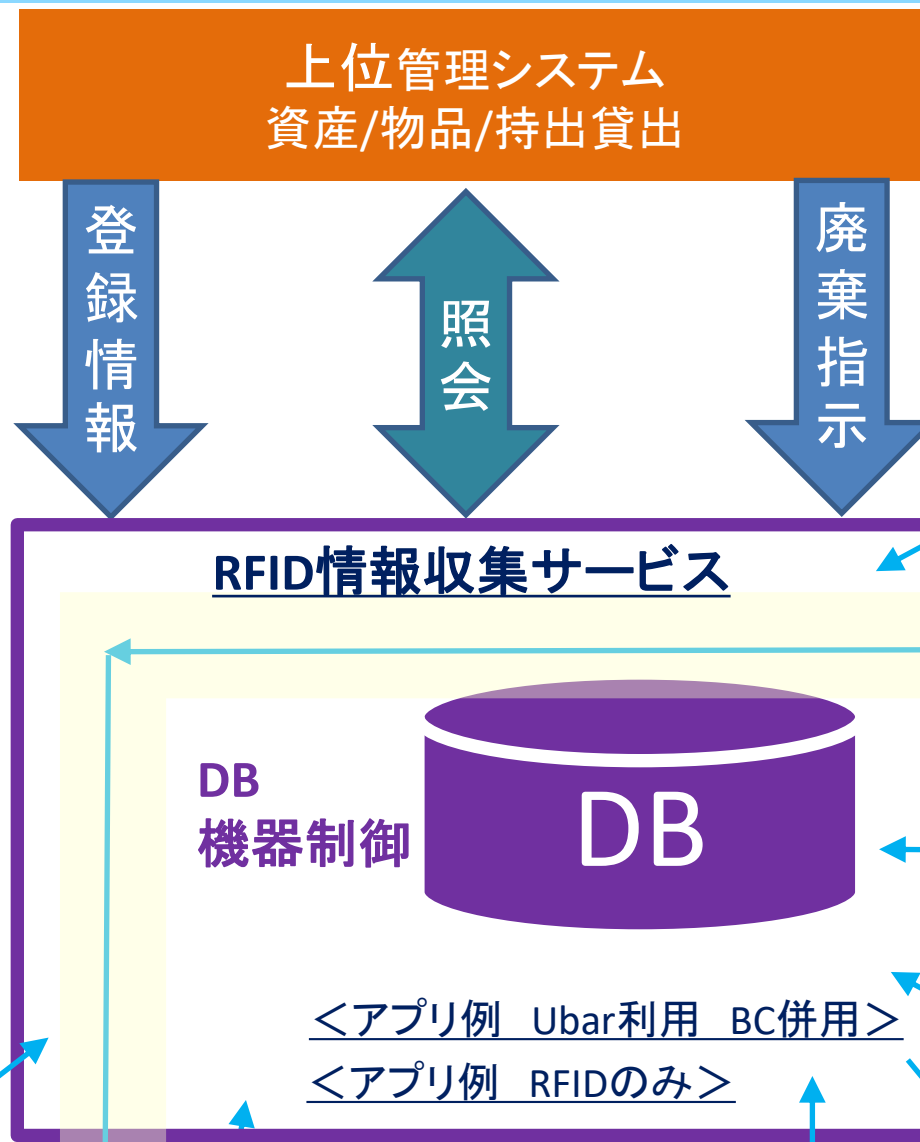 上位管理システム
資産/物品/持出貸出
登録情報
照会
廃棄指示
RFID情報収集サービス
DB
機器制御
DB
＜アプリ例　Ubar利用　BC併用＞
＜アプリ例　RFIDのみ＞